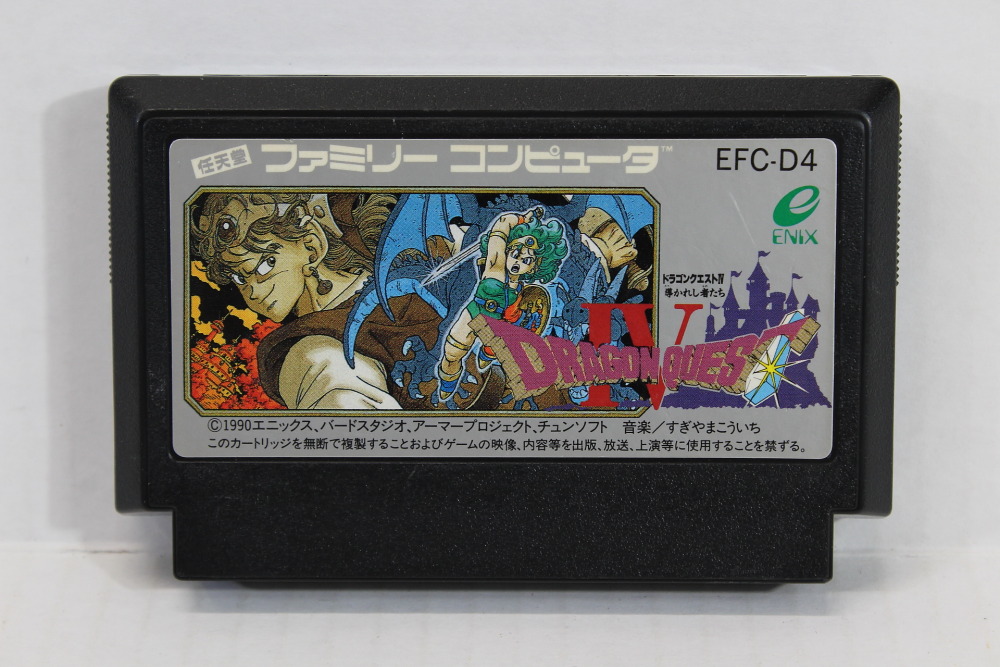 任天堂 ファミリー コンピュータ™ EFC-D4
ENIX
ドラゴンクエストIV
導かれし者たち
IV
DRAGON QUEST
©1990エニックス、バードスタジオ、アーマープロジェクト、チュンソフト 音楽／すぎやまこういち
このカートリッジを無断で複製することおよびゲームの映像、内容等を出版、放送、上演等に使用することを禁ずる。